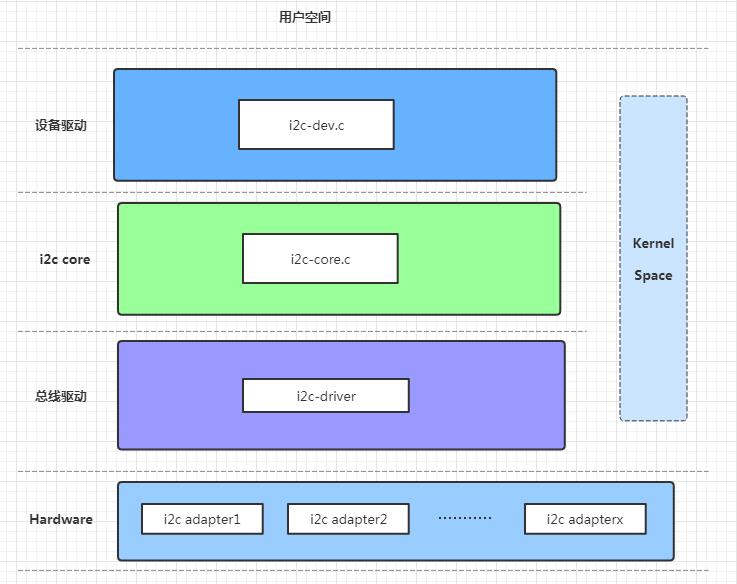 用户空间
设备驱动
i2c-dev.c
i2c core
i2c-core.c
Kernel
Space
总线驱动
i2c-driver
Hardware
i2c adapter1
i2c adapter2
i2c adapterx